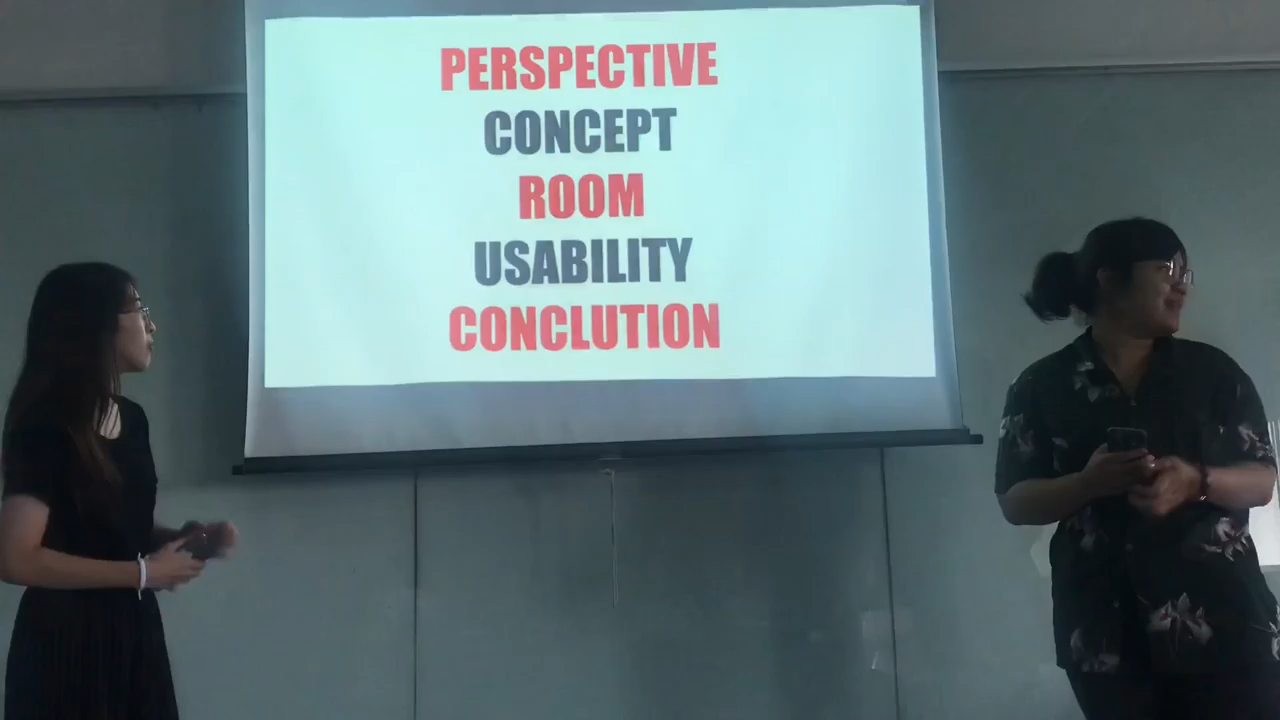 PERSPECTIVE
CONCEPT
ROOM
USABILITY
CONCLUTION